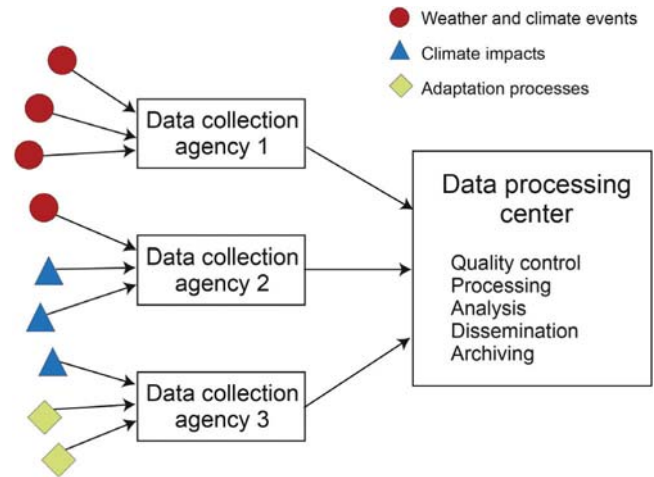 Weather and climate events
Climate impacts
Adaptation processes
Data collection
agency 1
Data collection
agency 2
Data collection
agency 3
Data processing
center
Quality control
Processing
Analysis
Dissemination
Archiving